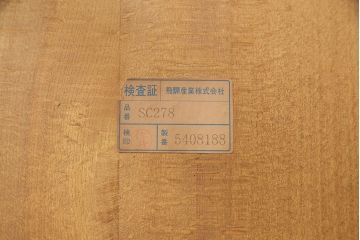 検査証 飛騨産業株式会社
品番 SC278
検印 製番 5408188